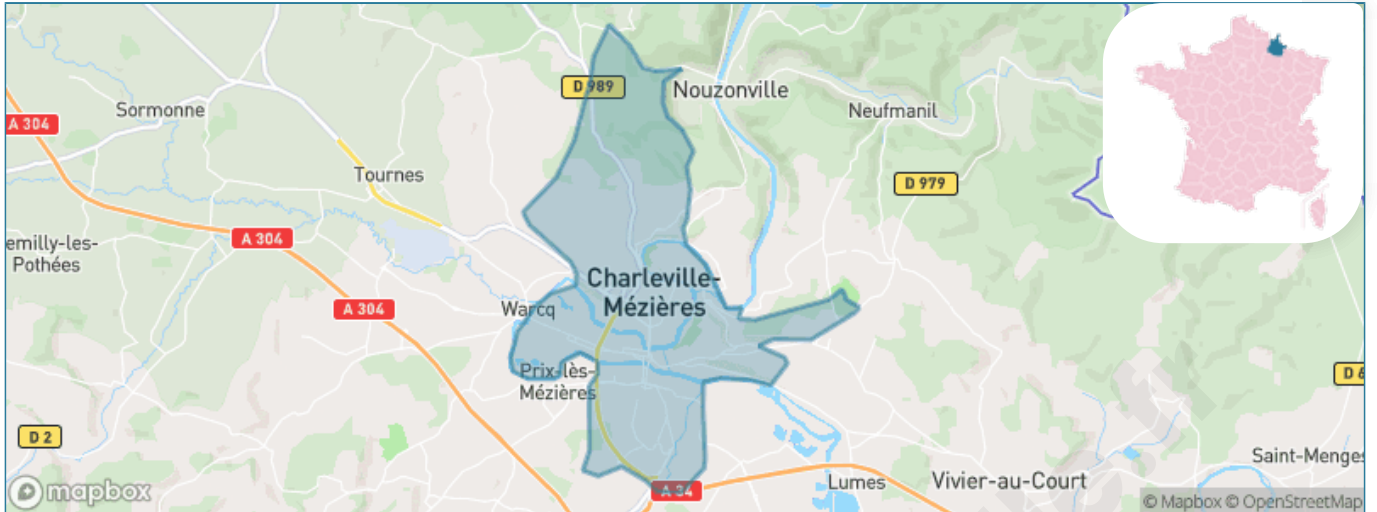 D 989
Nouzonville
Sormonne
Neufmanil
A 304
Tournes
D 979
A 304
emilly-les-
Pothées
Charleville-
Mézières
A 304
Warcq
Prix-lès-
Mézières
D 6
D 2
Saint-Menges
Vivier-au-Court
Lumes
A 34
mapbox
© Mapbox © OpenStreetMap